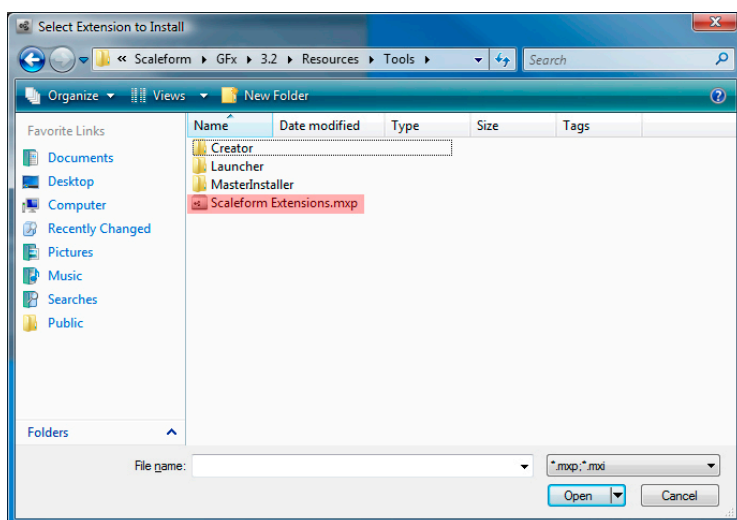 Select Extension to Install
« Scaleform ▸ GFx ▸ 3.2 ▸ Resources ▸ Tools ▸ Search
Organize Views New Folder
Favorite Links
Documents
Desktop
Computer
Recently Changed
Pictures
Music
Searches
Public
Folders
Name Date modified Type Size Tags
Creator
Launcher
MasterInstaller
Scaleform Extensions.mxp
File name: *.mxp;*.mxi
Open Cancel